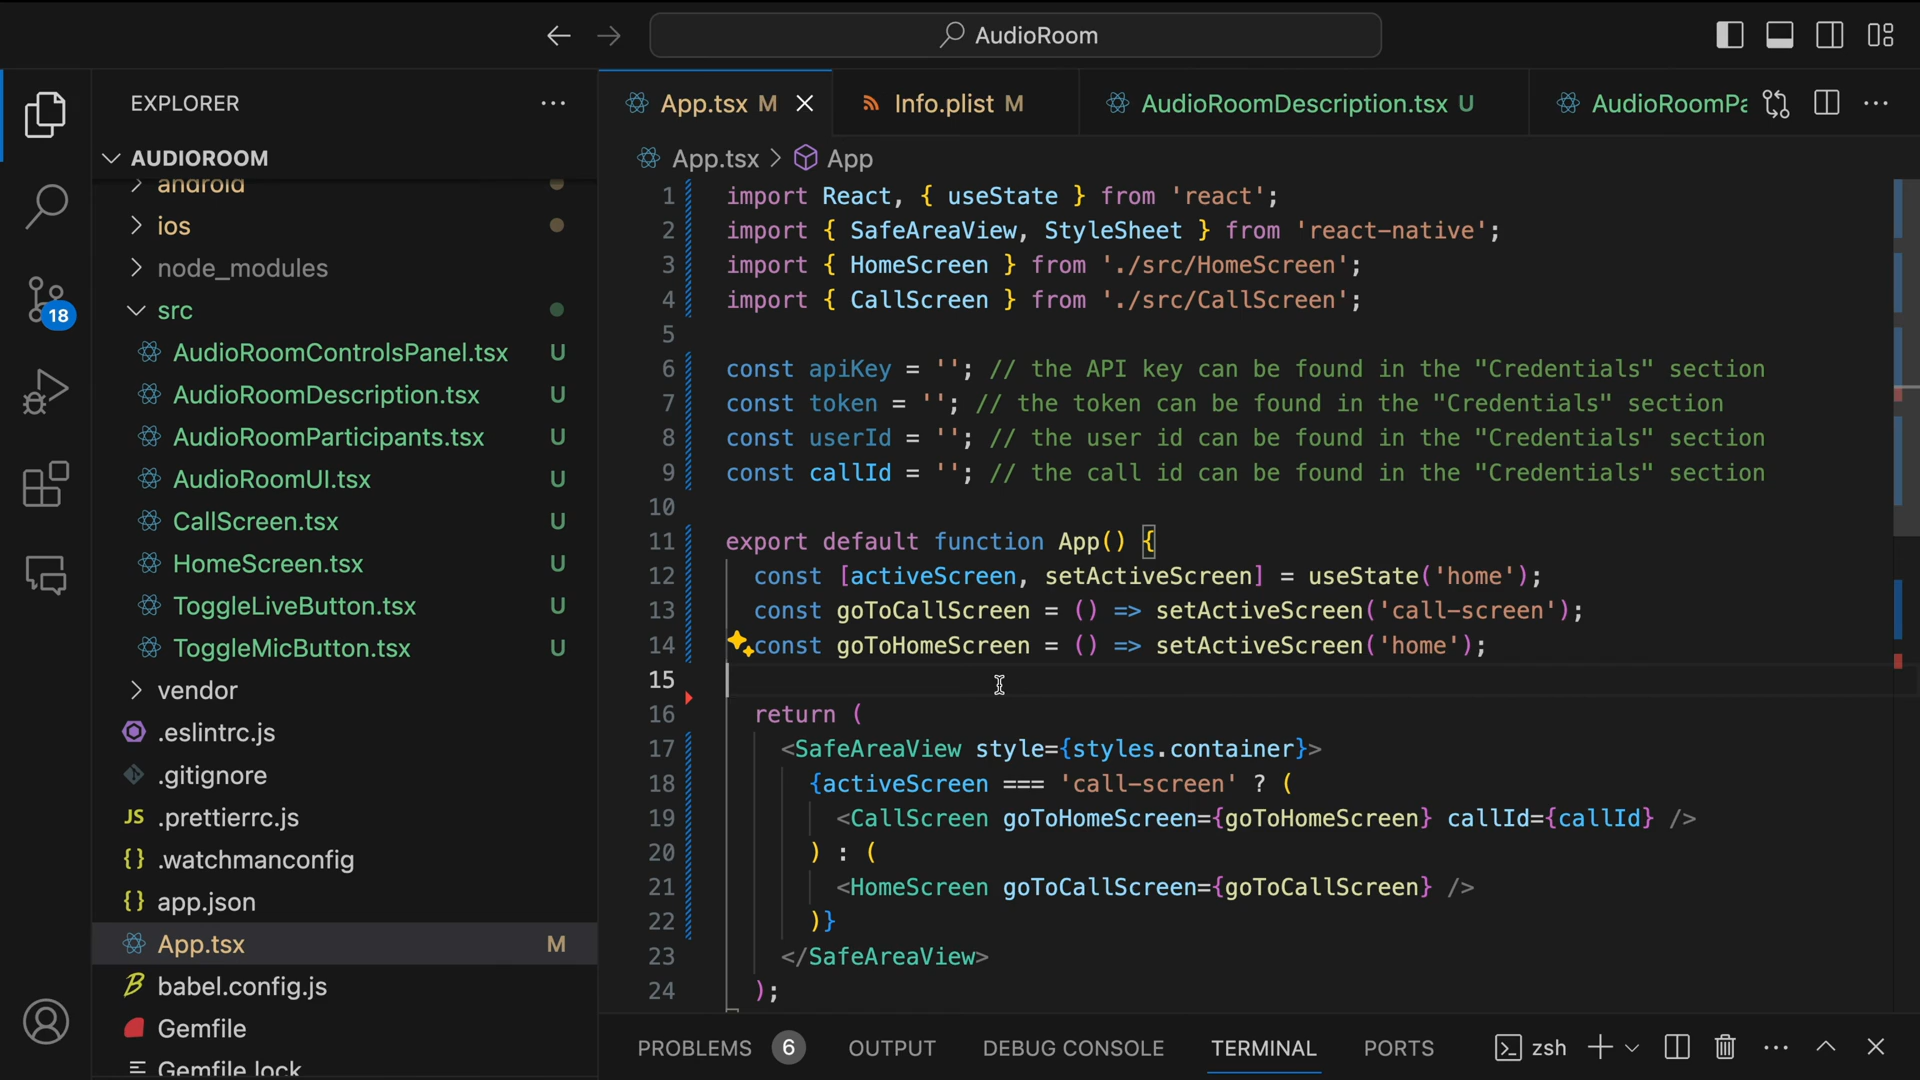 AudioRoom
EXPLORER
AUDIOROOM
android
ios
node_modules
src
AudioRoomControlsPanel.tsx U
AudioRoomDescription.tsx U
AudioRoomParticipants.tsx U
AudioRoomUI.tsx U
CallScreen.tsx U
HomeScreen.tsx U
ToggleLiveButton.tsx U
ToggleMicButton.tsx U
vendor
.eslintrc.js
.gitignore
JS .prettierrc.js
{} .watchmanconfig
{} app.json
App.tsx M
babel.config.js
Gemfile
Gemfile.lock
18
App.tsx M
Info.plist M
AudioRoomDescription.tsx U
AudioRoomPa
App.tsx > App
1 import React, { useState } from 'react';
2 import { SafeAreaView, StyleSheet } from 'react-native';
3 import { HomeScreen } from './src/HomeScreen';
4 import { CallScreen } from './src/CallScreen';
5
6 const apiKey = ''; // the API key can be found in the "Credentials" section
7 const token = ''; // the token can be found in the "Credentials" section
8 const userId = ''; // the user id can be found in the "Credentials" section
9 const callId = ''; // the call id can be found in the "Credentials" section
10
11 export default function App() {
12 const [activeScreen, setActiveScreen] = useState('home');
13 const goToCallScreen = () => setActiveScreen('call-screen');
14 const goToHomeScreen = () => setActiveScreen('home');
15
16 return (
17 <SafeAreaView style={styles.container}>
18 {activeScreen === 'call-screen' ? (
19 <CallScreen goToHomeScreen={goToHomeScreen} callId={callId} />
20 ) : (
21 <HomeScreen goToCallScreen={goToCallScreen} />
22 )}
23 </SafeAreaView>
24 );
PROBLEMS 6 OUTPUT DEBUG CONSOLE TERMINAL PORTS zsh